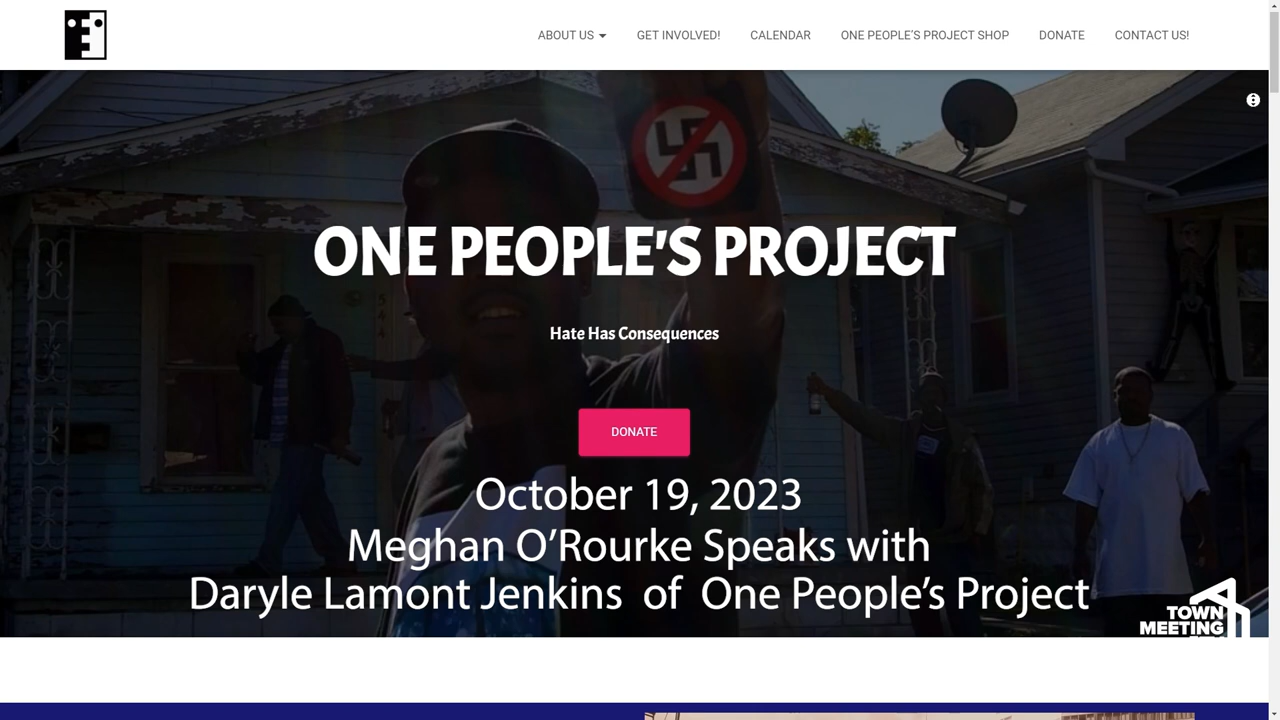 ABOUT US
GET INVOLVED!
CALENDAR
ONE PEOPLE'S PROJECT SHOP
DONATE
CONTACT US!
ONE PEOPLE'S PROJECT
Hate Has Consequences
DONATE
October 19, 2023
Meghan O'Rourke Speaks with
Daryle Lamont Jenkins of One People's Project
TOWN
MEETING